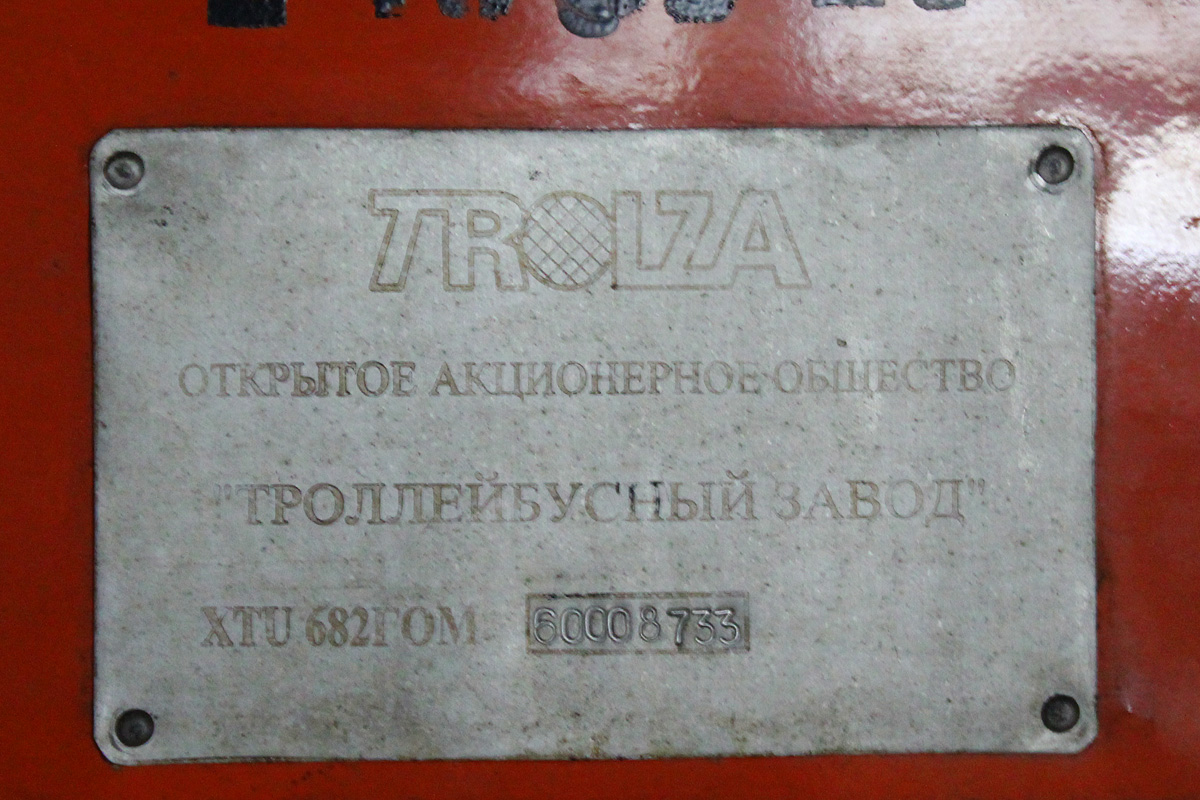 TROLZA
ОТКРЫТОЕ АКЦИОНЕРНОЕ ОБЩЕСТВО
"ТРОЛЛЕЙБУСНЫЙ ЗАВОД"
XTU 682ГОМ 60008733